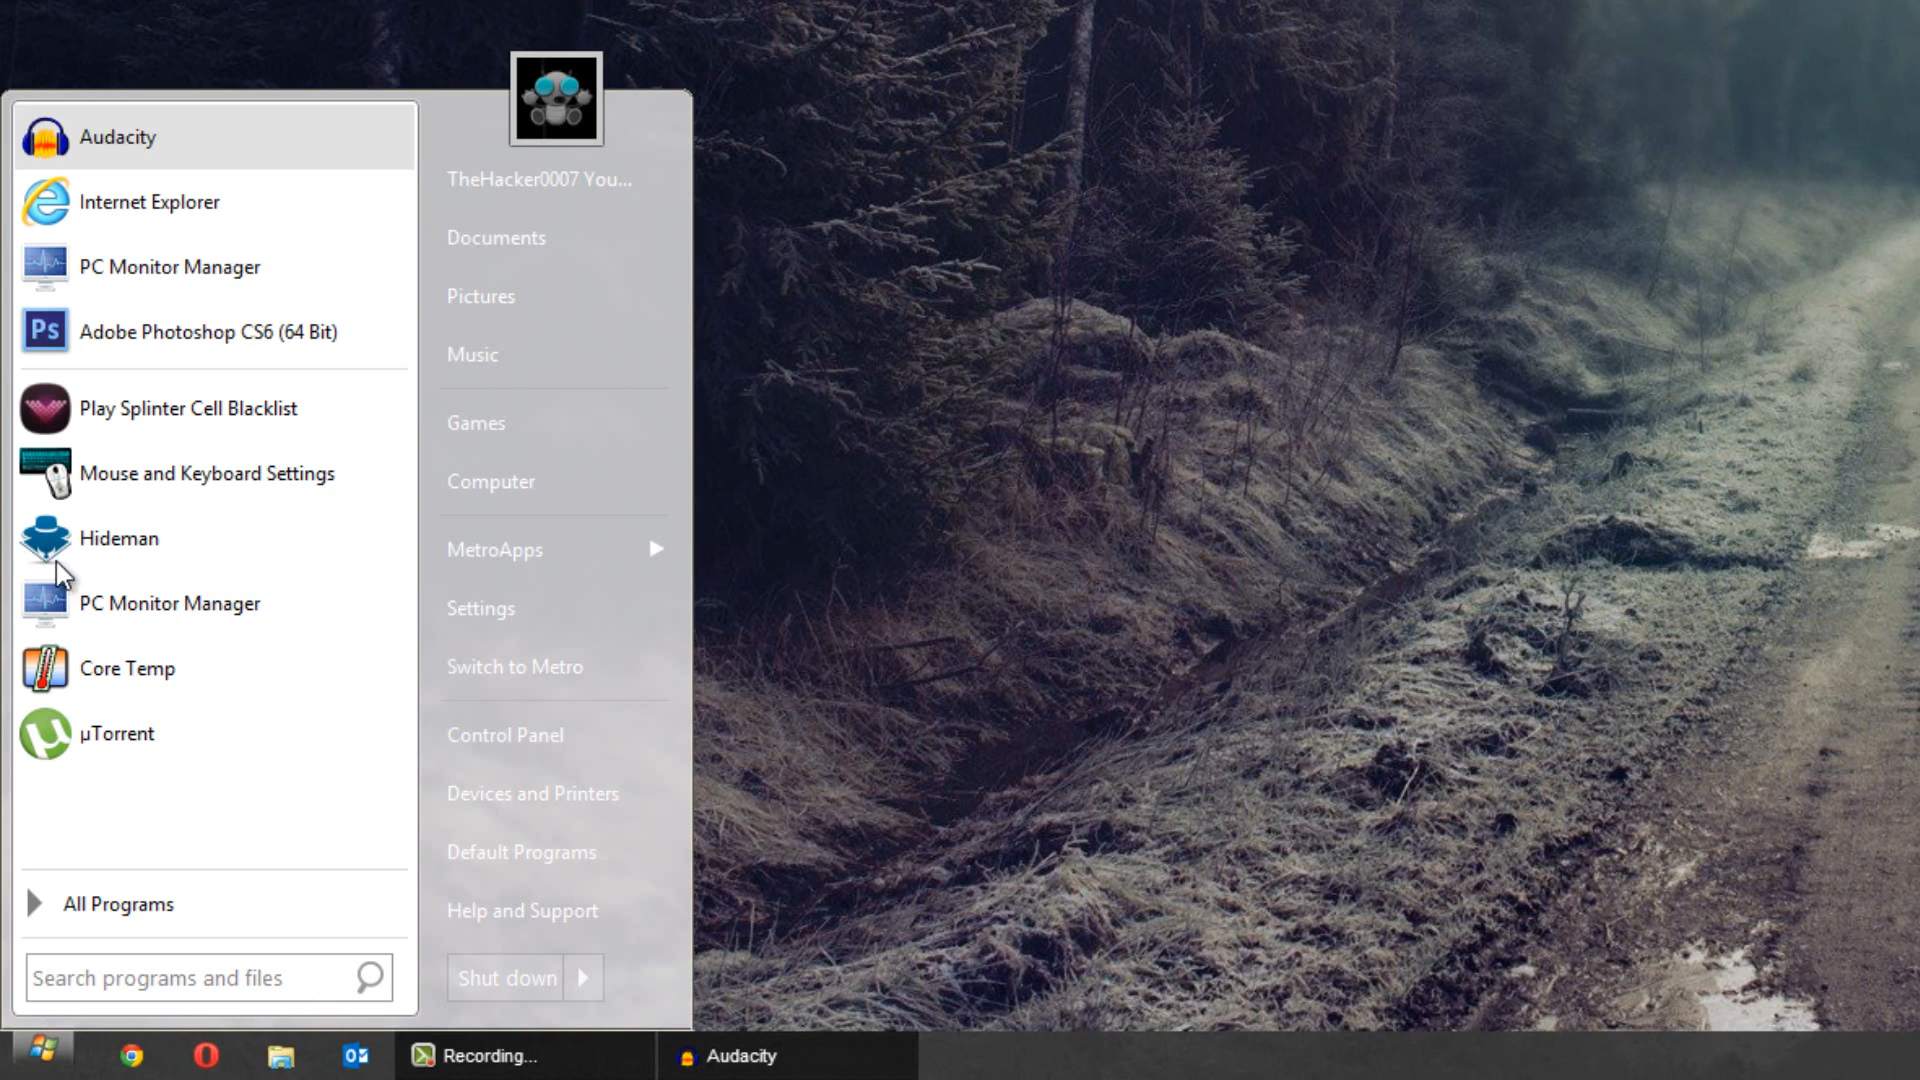 Audacity
Internet Explorer
PC Monitor Manager
Ps
Adobe Photoshop CS6 (64 Bit)
Play Splinter Cell Blacklist
Mouse and Keyboard Settings
Hideman
PC Monitor Manager
Core Temp
µTorrent
All Programs
Search programs and files
TheHacker0007 You...
Documents
Pictures
Music
Games
Computer
MetroApps
Settings
Switch to Metro
Control Panel
Devices and Printers
Default Programs
Help and Support
Shut down
Recording...
Audacity